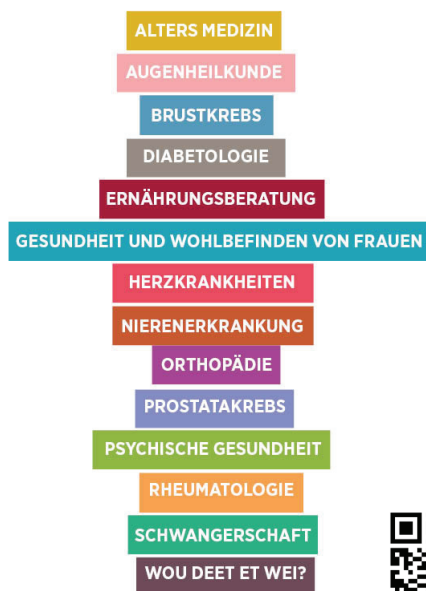 ALTERS MEDIZIN
AUGENHEILKUNDE
BRUSTKREBS
DIABETOLOGIE
ERNÄHRUNGSBERATUNG
GESUNDHEIT UND WOHLBEFINDEN VON FRAUEN
HERZKRANKHEITEN
NIERENERKRANKUNG
ORTHOPÄDIE
PROSTATAKREBS
PSYCHISCHE GESUNDHEIT
RHEUMATOLOGIE
SCHWANGERSCHAFT
WOU DEET ET WEI?